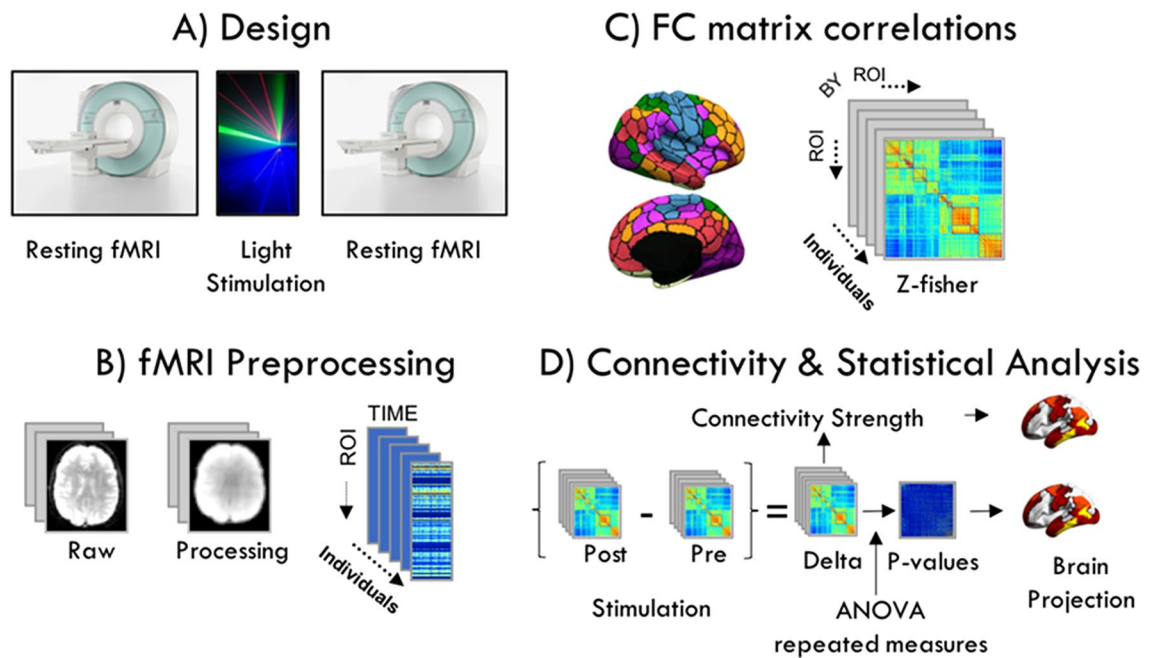 A) Design
Resting fMRI
Light
Stimulation
Resting fMRI
B) fMRI Preprocessing
Raw
Processing
TIME
ROI
Individuals
C) FC matrix correlations
BY
ROI
ROI
Individuals
Z-fisher
D) Connectivity & Statistical Analysis
Connectivity Strength
-
=
Post
Pre
Delta
P-values
Stimulation
ANOVA
repeated measures
Brain
Projection